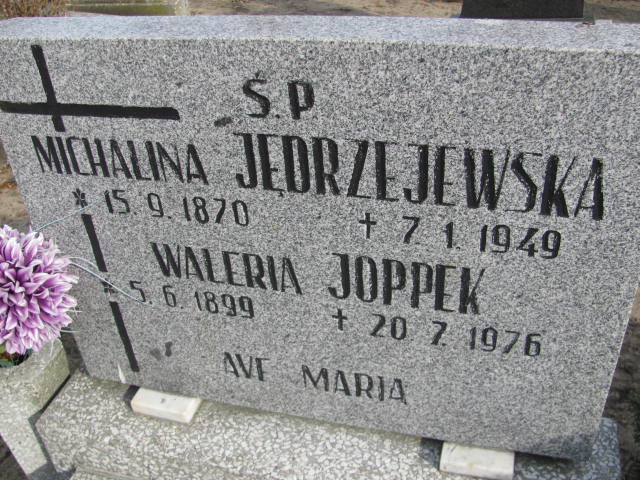 Ś.P
MICHALINA JĘDRZEJEWSKA
* 15.9.1870 + 7.1.1949
WALERIA JOPPEK
* 5.6.1899 + 20.7.1976
AVE MARIA